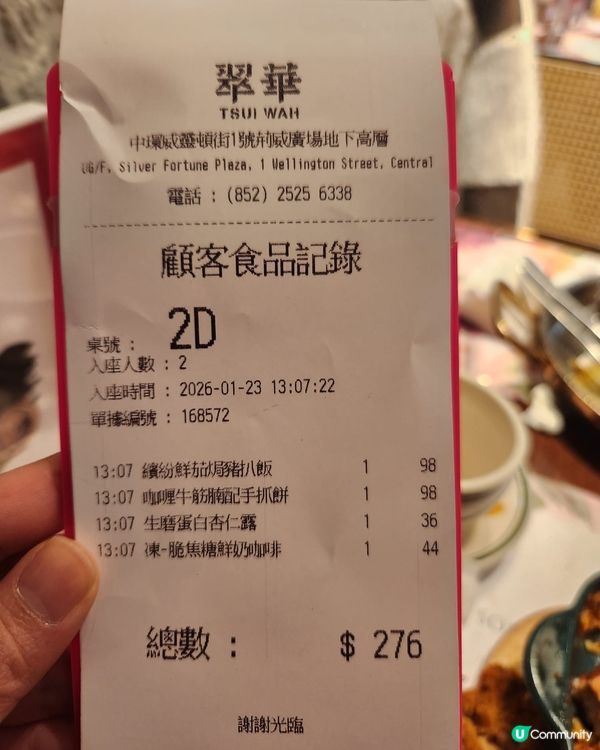 翠華
TSUI WAH
中環威靈頓街1號荊威廣場地下高層
UG/F, Silver Fortune Plaza, 1 Wellington Street, Central
電話 : (852) 2525 6338
顧客食品記錄
桌號 : 2D
入座人數 : 2
入座時間 : 2026-01-23 13:07:22
單據編號 : 168572
13:07 繽紛鮮茄焗豬扒飯 1 98
13:07 咖喱牛筋腩配手抓餅 1 98
13:07 生磨蛋白杏仁露 1 36
13:07 凍-脆焦糖鮮奶咖啡 1 44
總數 : $ 276
謝謝光臨
U Community